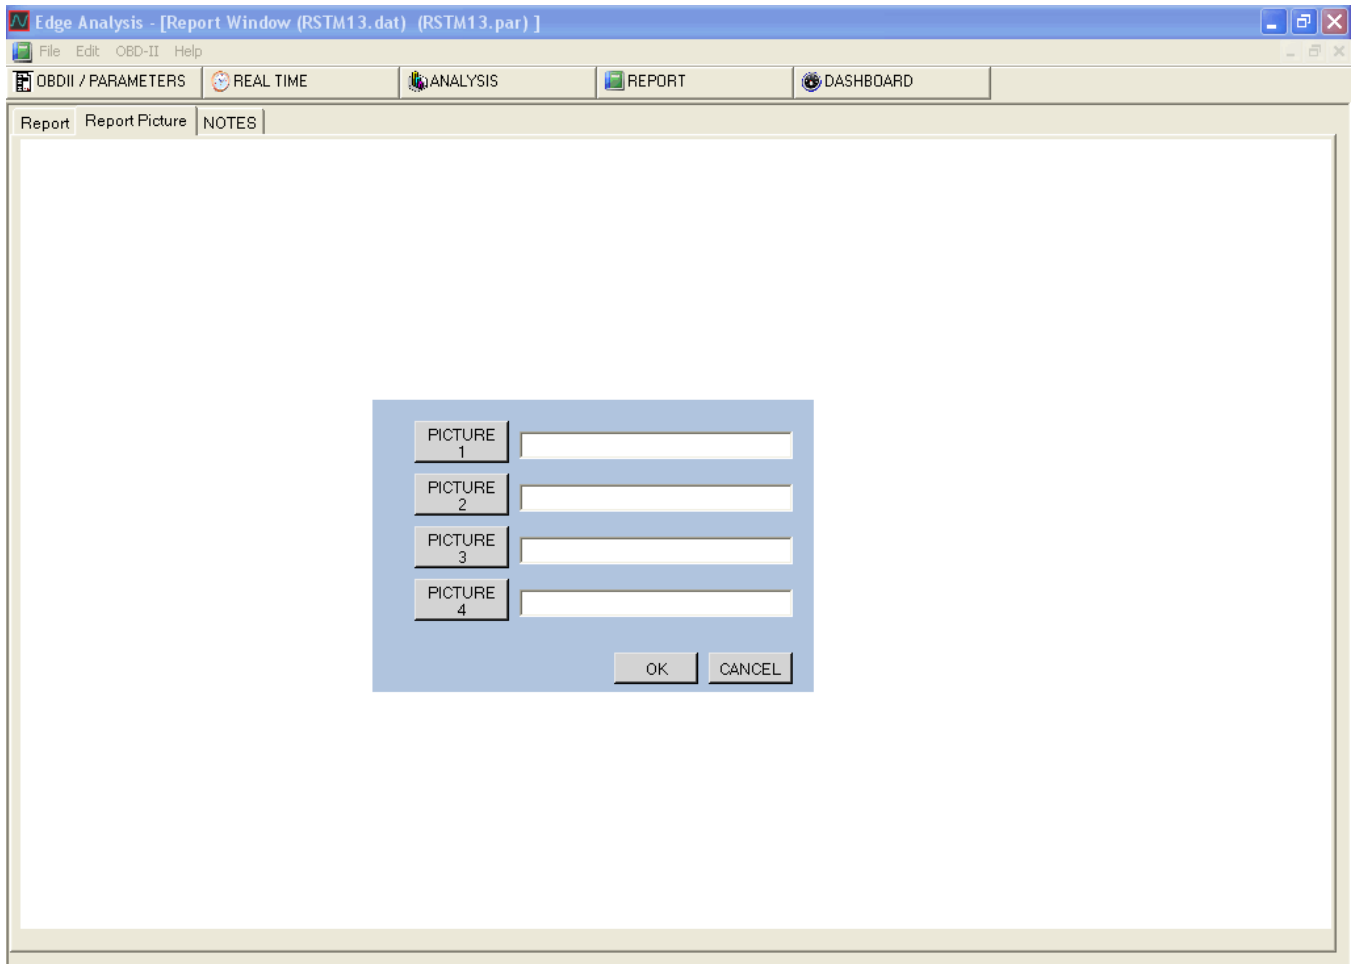 Edge Analysis - [Report Window (RSTM13.dat)  (RSTM13.par) ]
File Edit OBD-II Help
OBDII / PARAMETERS REAL TIME ANALYSIS REPORT DASHBOARD
Report Report Picture NOTES
PICTURE
1
PICTURE
2
PICTURE
3
PICTURE
4
OK CANCEL